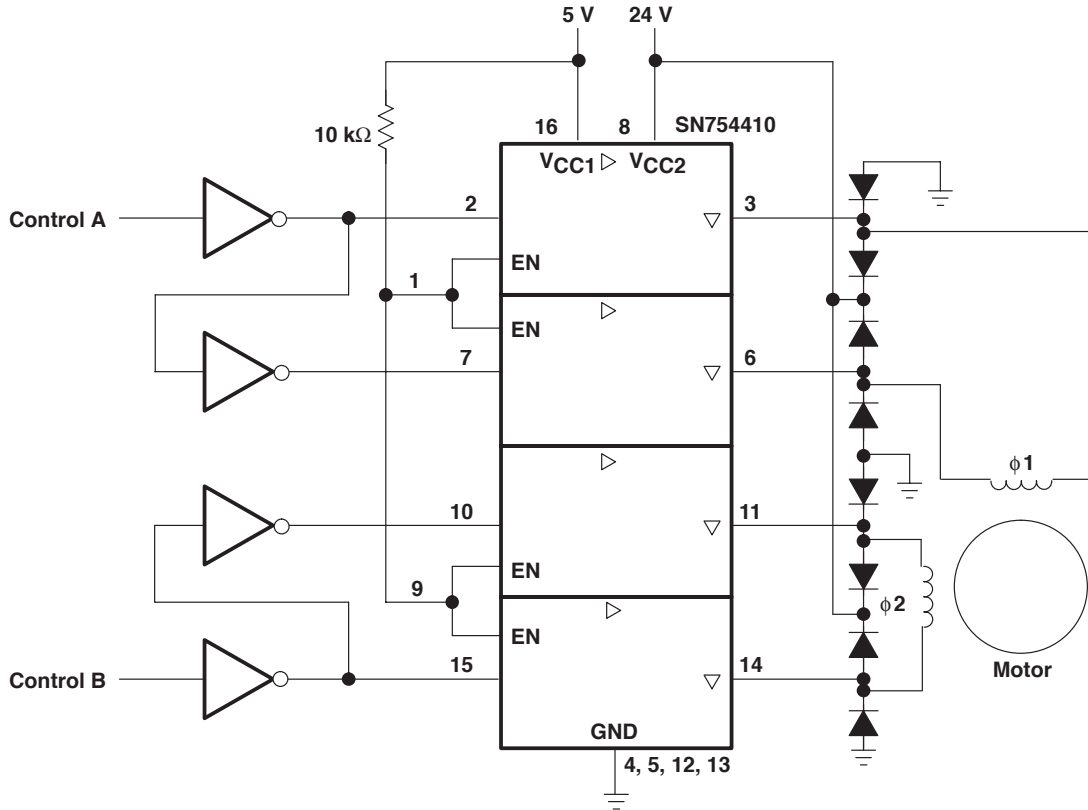 5 V
24 V
10 kΩ
16
8
SN754410
VCC1
VCC2
Control A
2
3
EN
1
EN
7
6
φ1
10
11
EN
9
EN
φ2
15
14
Motor
Control B
GND
4, 5, 12, 13